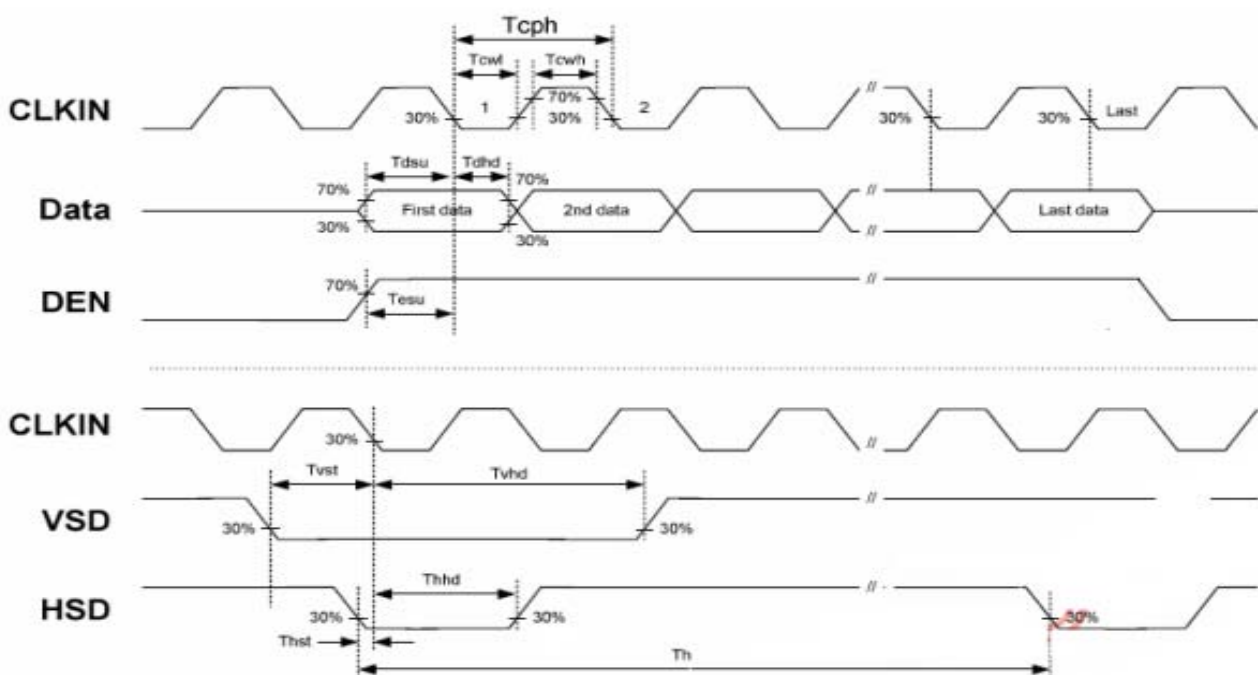 Tcph
Tcwl Tcwh
CLKIN 30% 1 70% 30% 2 // 30% 30% Last
Tdsu Tdhd
70% 70%
Data First data 2nd data // // Last data
30% 30%
DEN 70% //
Tesu
CLKIN 30% //
Tvst Tvhd
VSD 30% 30% //
Thhd //
HSD 30% 30% 30%
Thst
Th